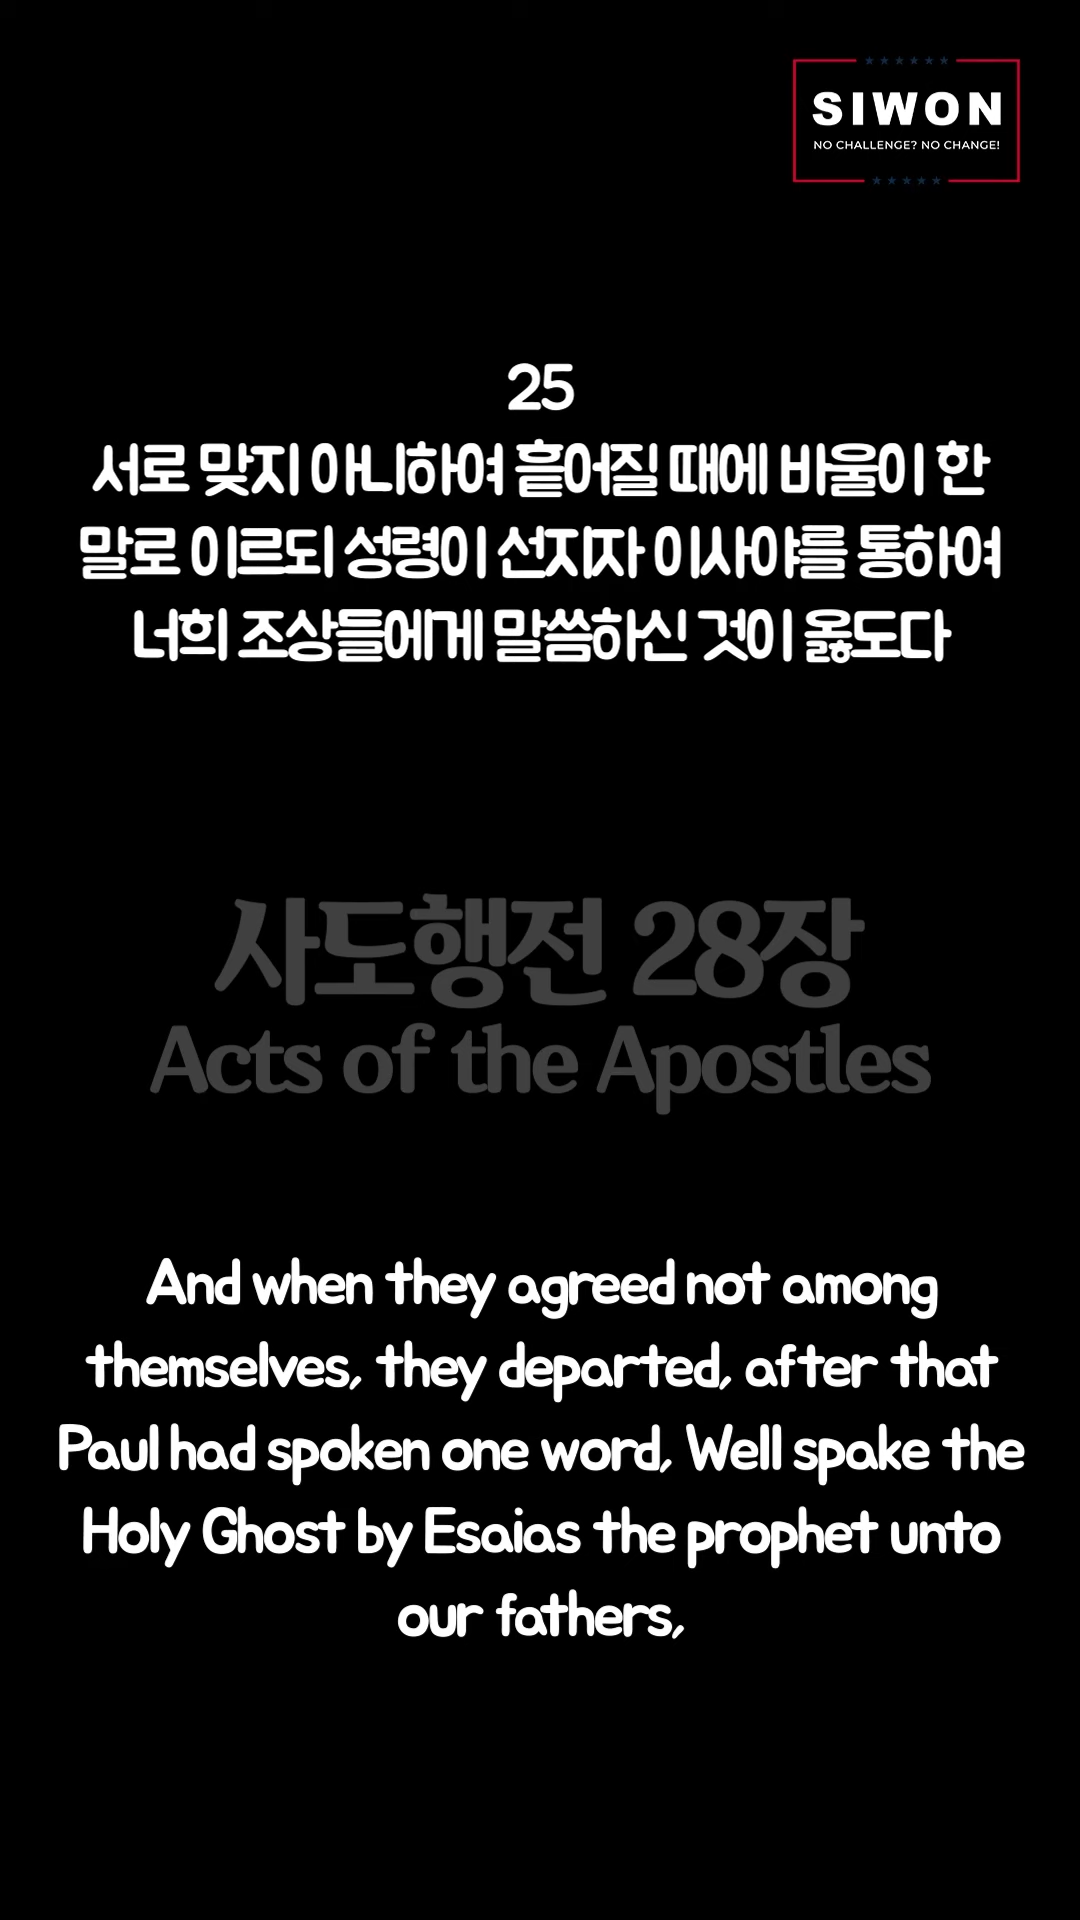 SIWON
NO CHALLENGE? NO CHANGE!
25
서로 맞지 아니하여 흩어질 때에 바울이 한
말로 이르되 성령이 선지자 이사야를 통하여
너희 조상들에게 말씀하신 것이 옳도다
사도행전 28장
Acts of the Apostles
And when they agreed not among
themselves, they departed, after that
Paul had spoken one word, Well spake the
Holy Ghost by Esaias the prophet unto
our fathers,